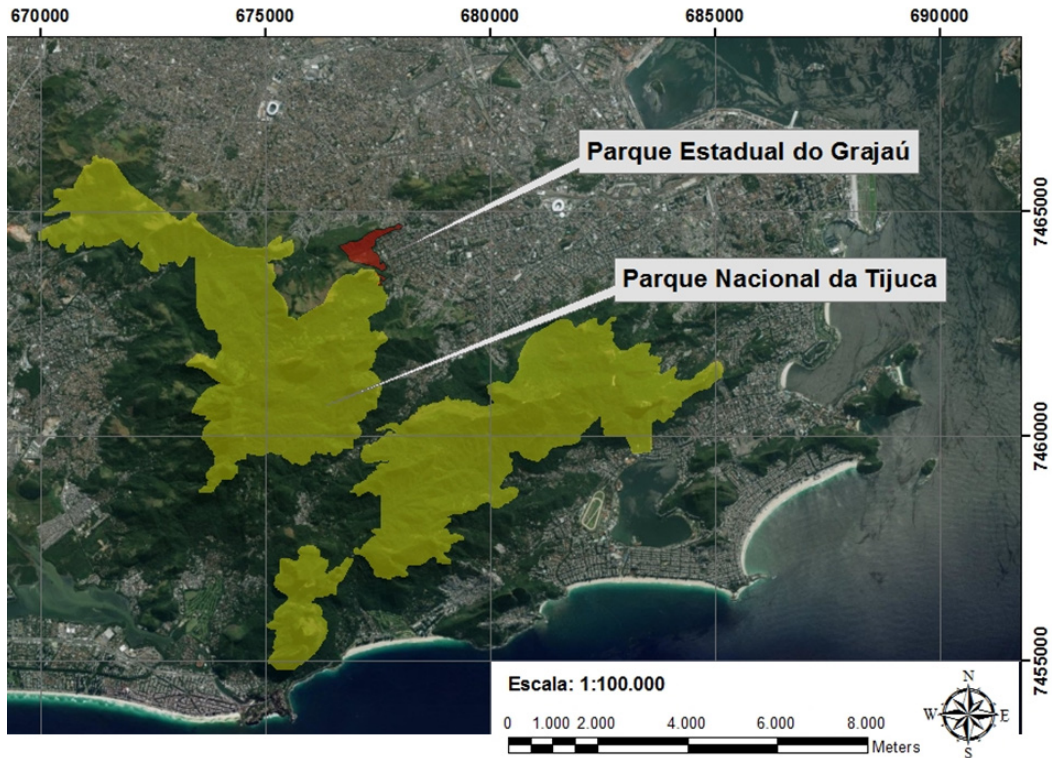 670000 675000 680000 685000 690000
Parque Estadual do Grajaú
7465000
Parque Nacional da Tijuca
7460000
7455000
Escala: 1:100.000
0 1.000 2.000 4.000 6.000 8.000
Meters
N
W E
S